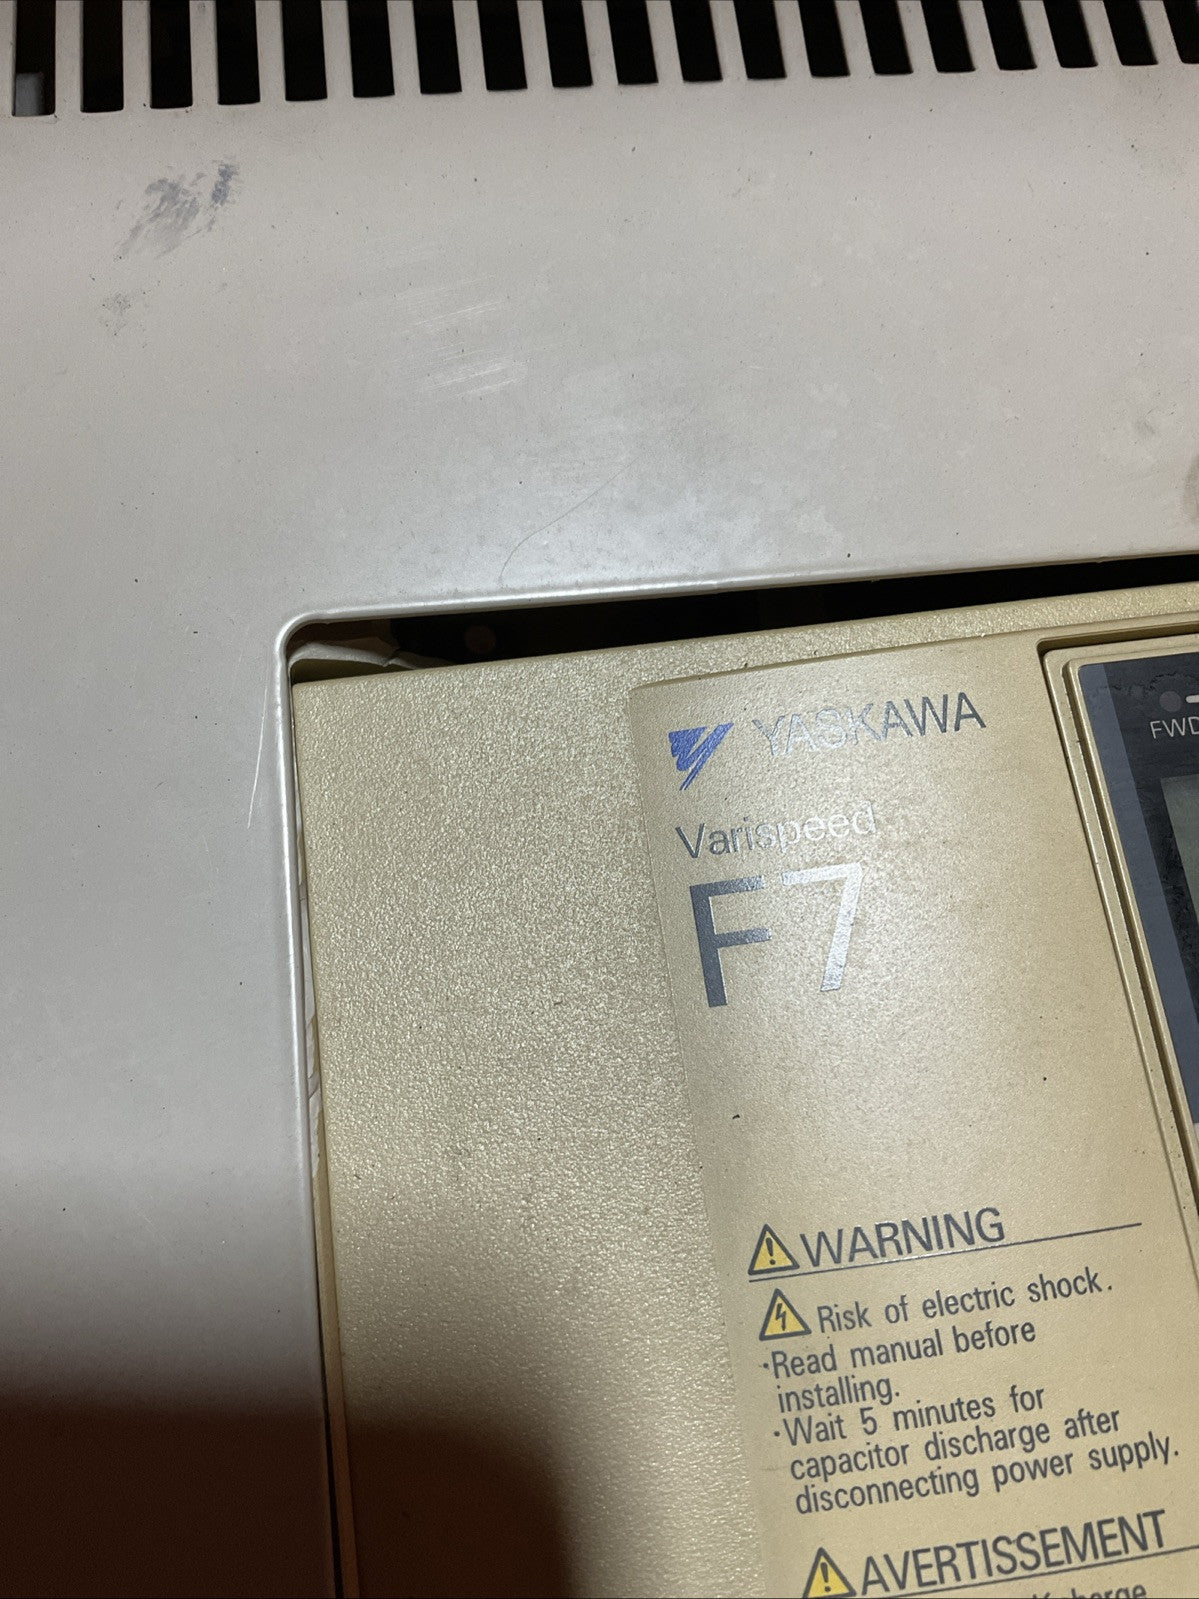 YASKAWA
FWD
Varispeed
F7
WARNING
Risk of electric shock.
·Read manual before
installing.
·Wait 5 minutes for
capacitor discharge after
disconnecting power supply.
AVERTISSEMENT